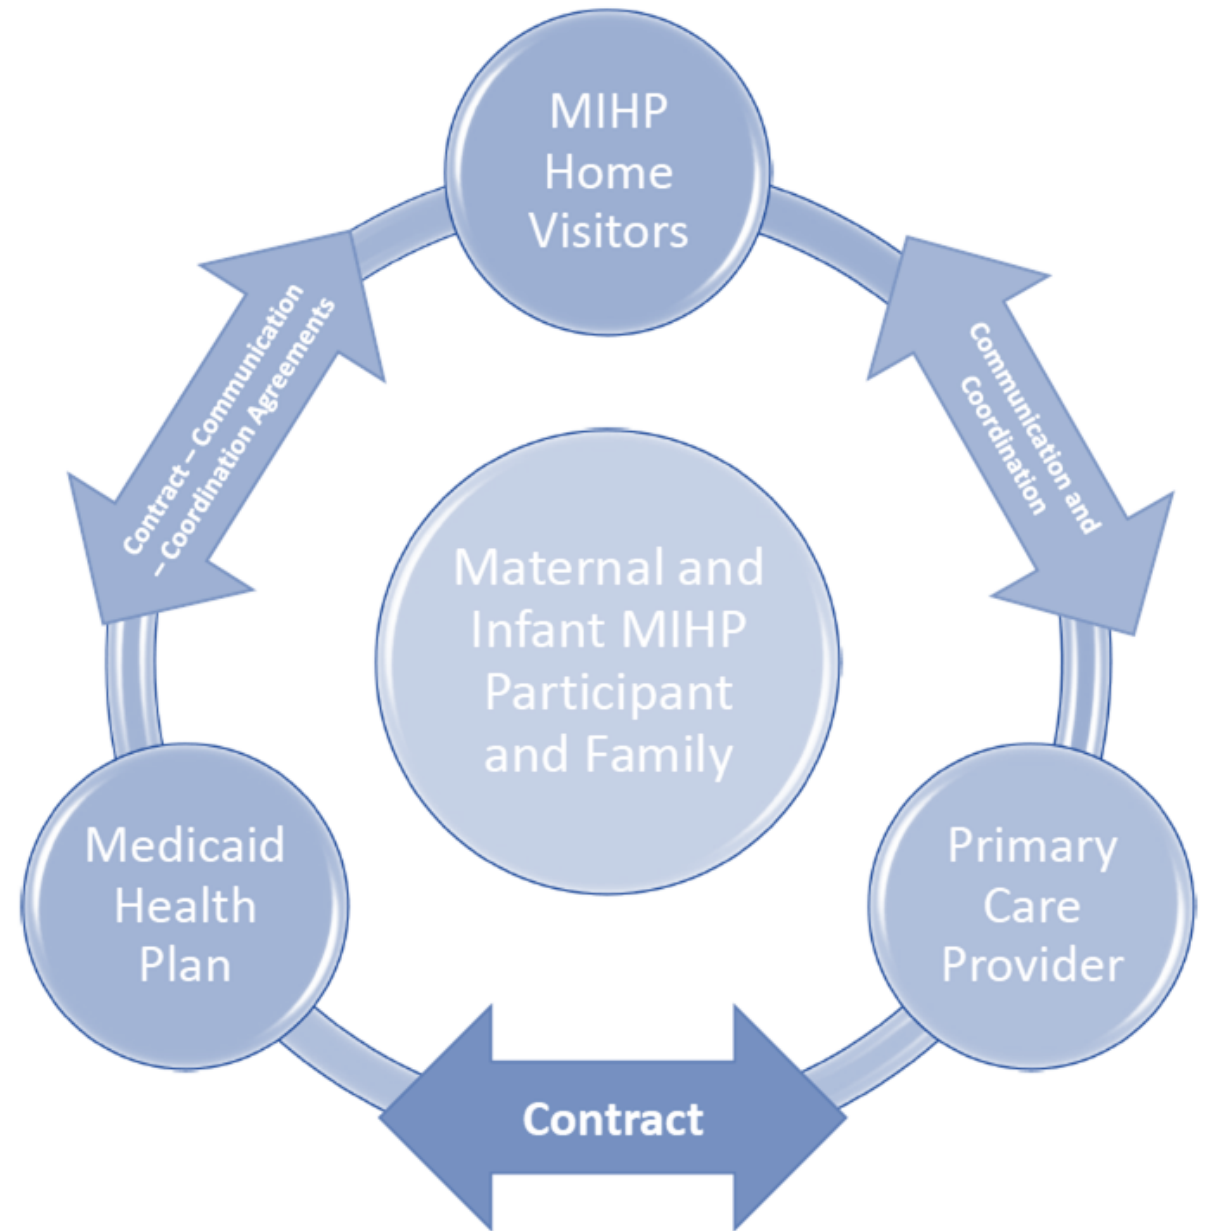 MIHP
Home
Visitors
Contract – Communication
– Coordination Agreements
Communication and
Coordination
Maternal and
Infant MIHP
Participant
and Family
Medicaid
Health
Plan
Primary
Care
Provider
Contract